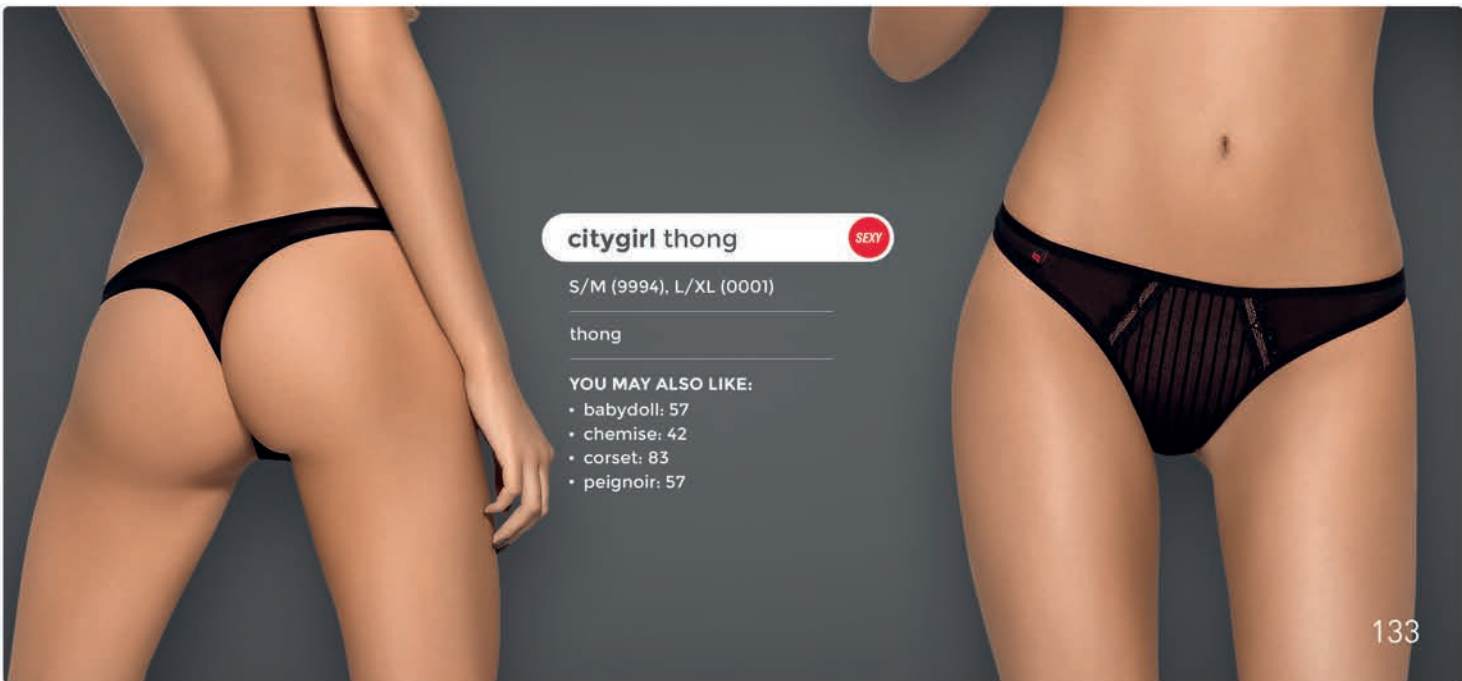 citygirl thong
SEXY
S/M (9994), L/XL (0001)
thong
YOU MAY ALSO LIKE:
• babydoll: 57
• chemise: 42
• corset: 83
• peignoir: 57
133